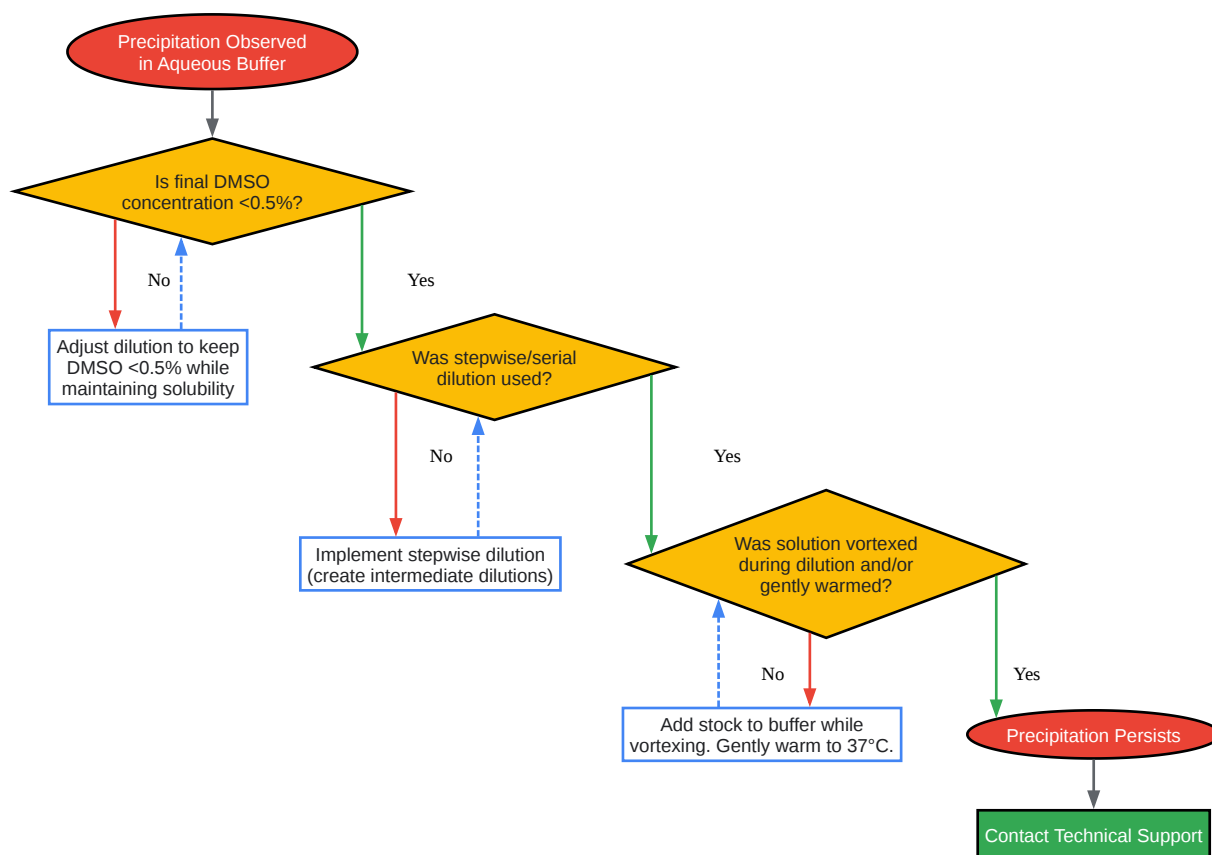 Precipitation Observed
in Aqueous Buffer
Is final DMSO
concentration <0.5%?
No
Yes
Adjust dilution to keep
DMSO <0.5% while
maintaining solubility
Was stepwise/serial
dilution used?
No
Yes
Implement stepwise dilution
(create intermediate dilutions)
Was solution vortexed
during dilution and/or
gently warmed?
No
Yes
Add stock to buffer while
vortexing. Gently warm to 37°C.
Precipitation Persists
Contact Technical Support